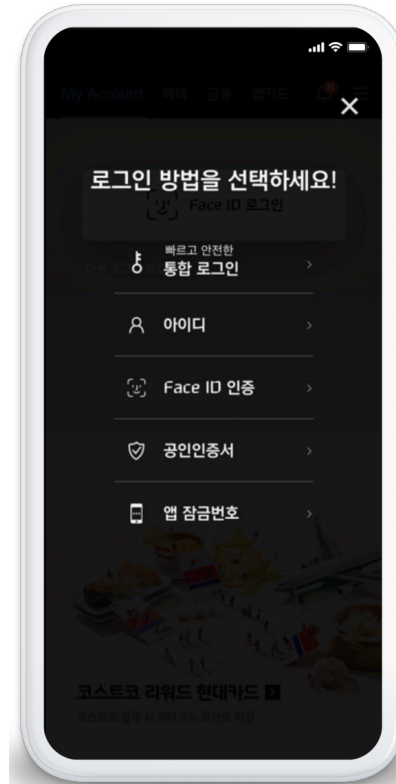 My Account 혜택 금융 앱카드
로그인 방법을 선택하세요!
Face ID 로그인
빠르고 안전한
통합 로그인
아이디
Face ID 인증
공인인증서
앱 잠금번호
코스트코 리워드 현대카드